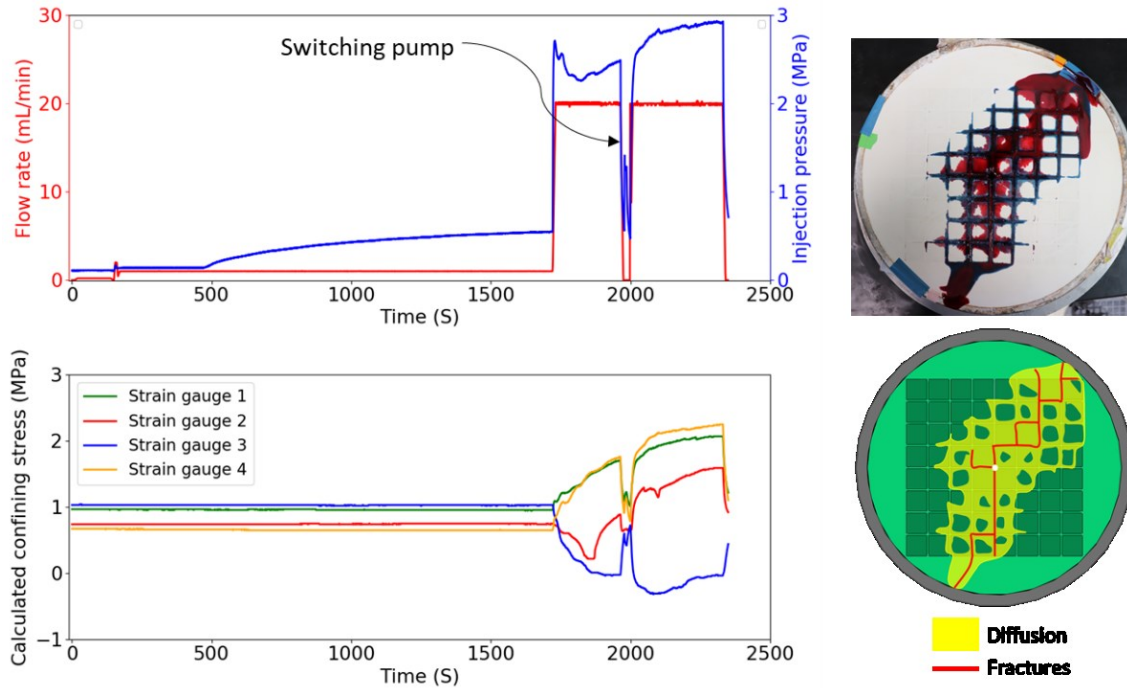 30
20
10
0
Flow rate (mL/min)
Switching pump
3
2
1
0
Injection pressure (MPa)
0
500
1000
1500
2000
2500
Time (S)
Calculated confining stress (MPa)
3
2
1
0
−1
Strain gauge 1
Strain gauge 2
Strain gauge 3
Strain gauge 4
0
500
1000
1500
2000
2500
Time (S)
Diffusion
Fractures